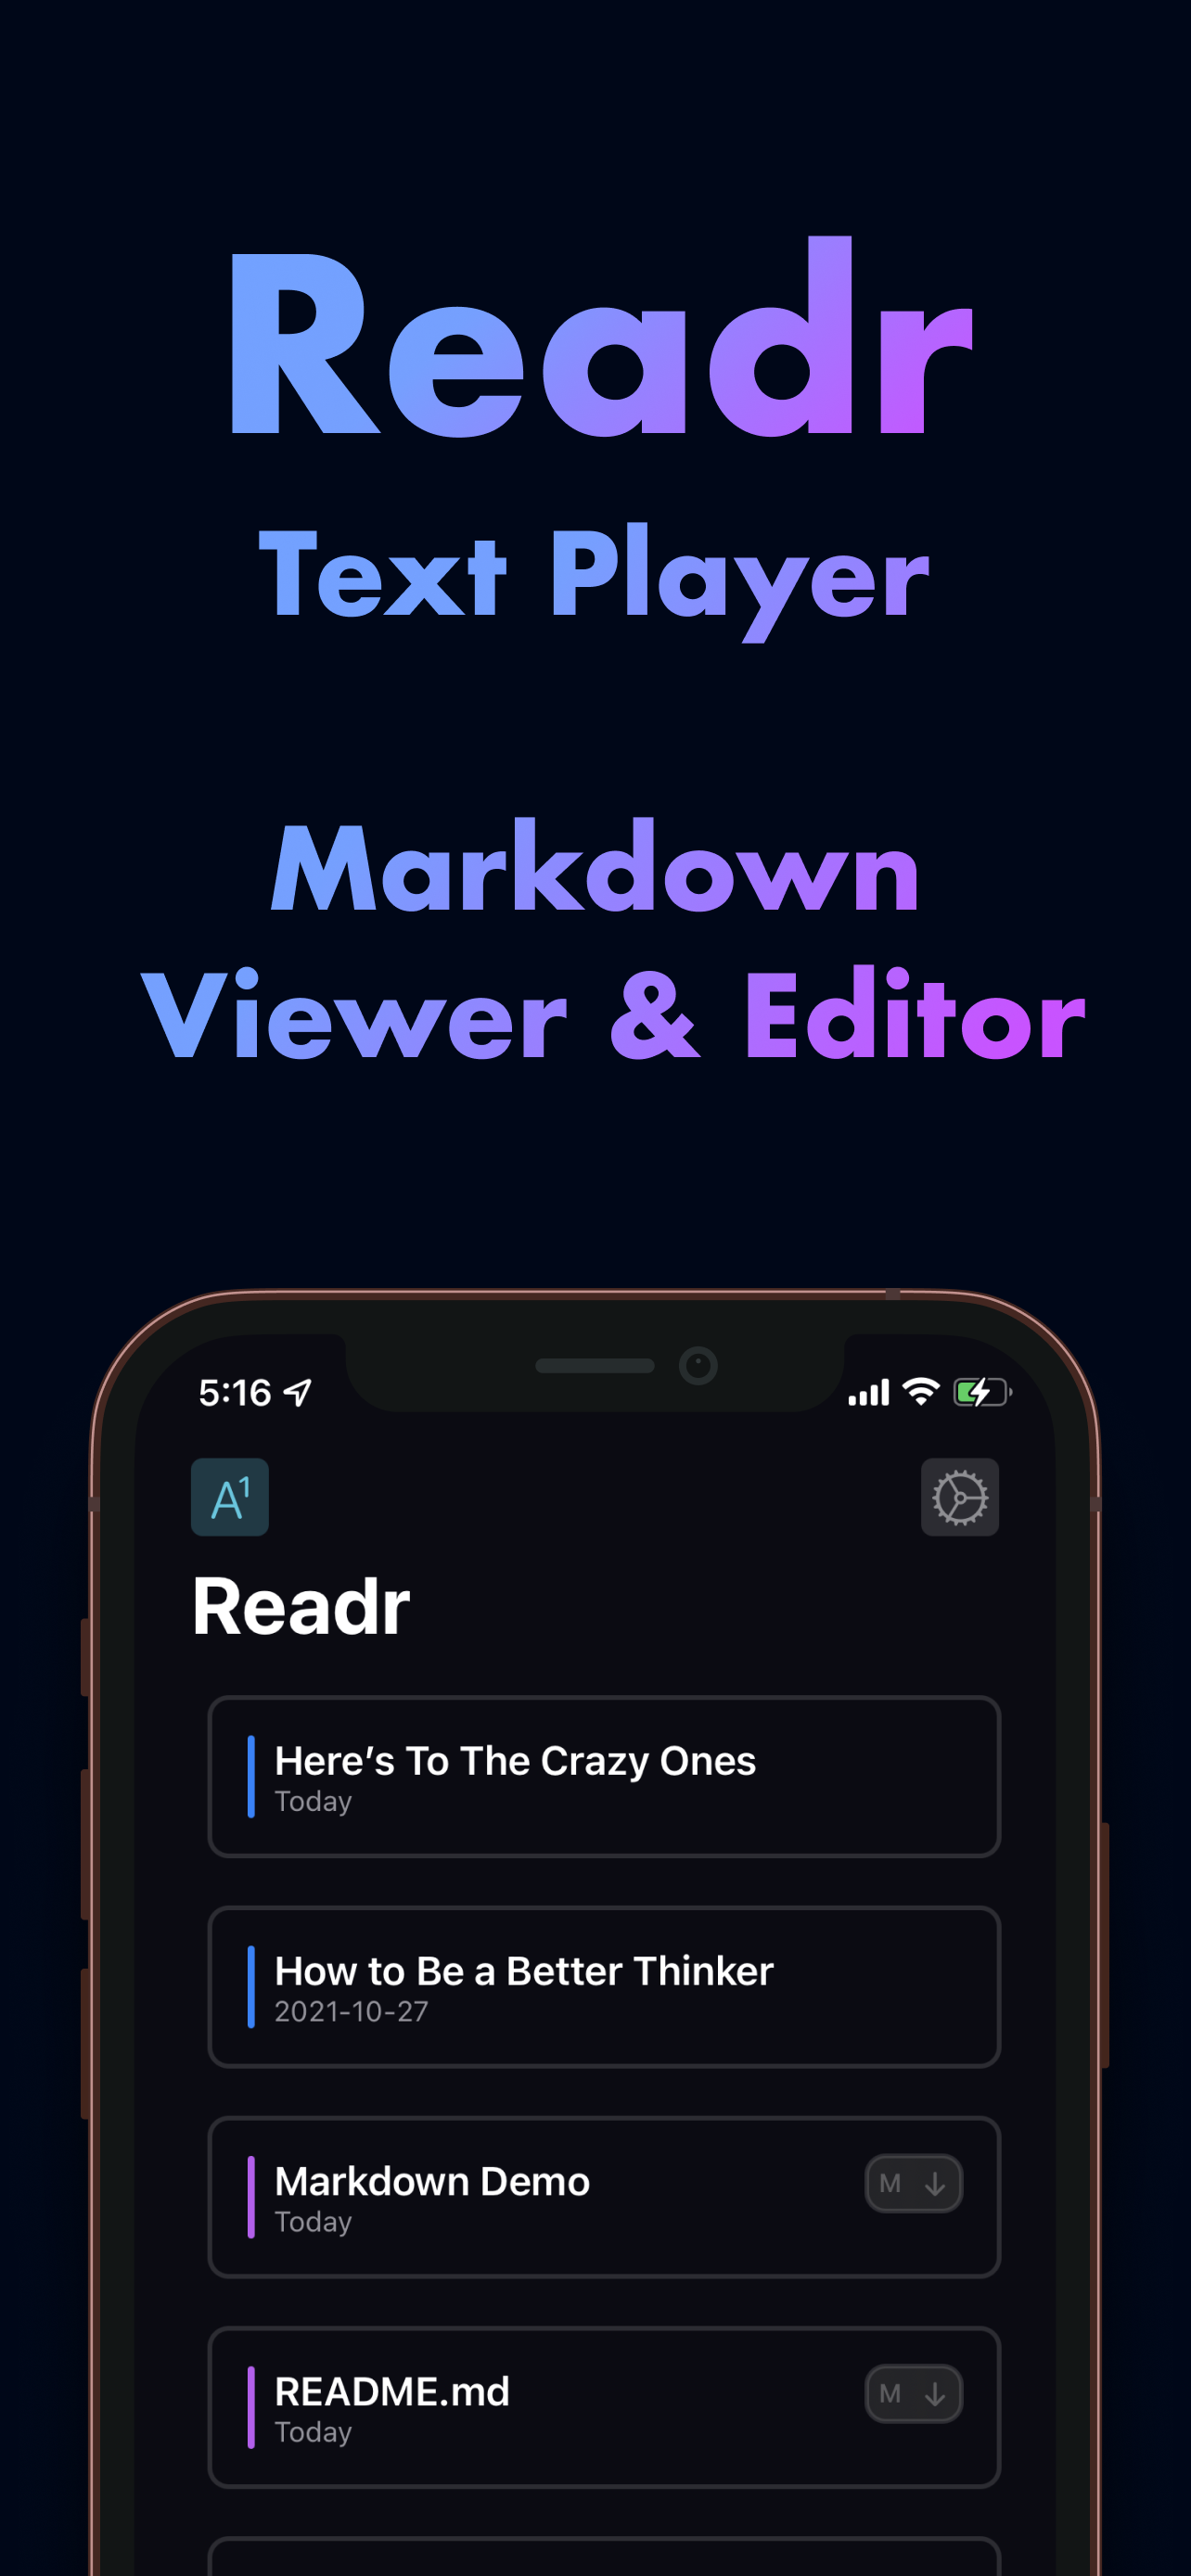 Readr
Text Player
Markdown
Viewer & Editor
5:16
A¹
Readr
Here’s To The Crazy Ones
Today
How to Be a Better Thinker
2021-10-27
Markdown Demo
M ↓
Today
README.md
M ↓
Today